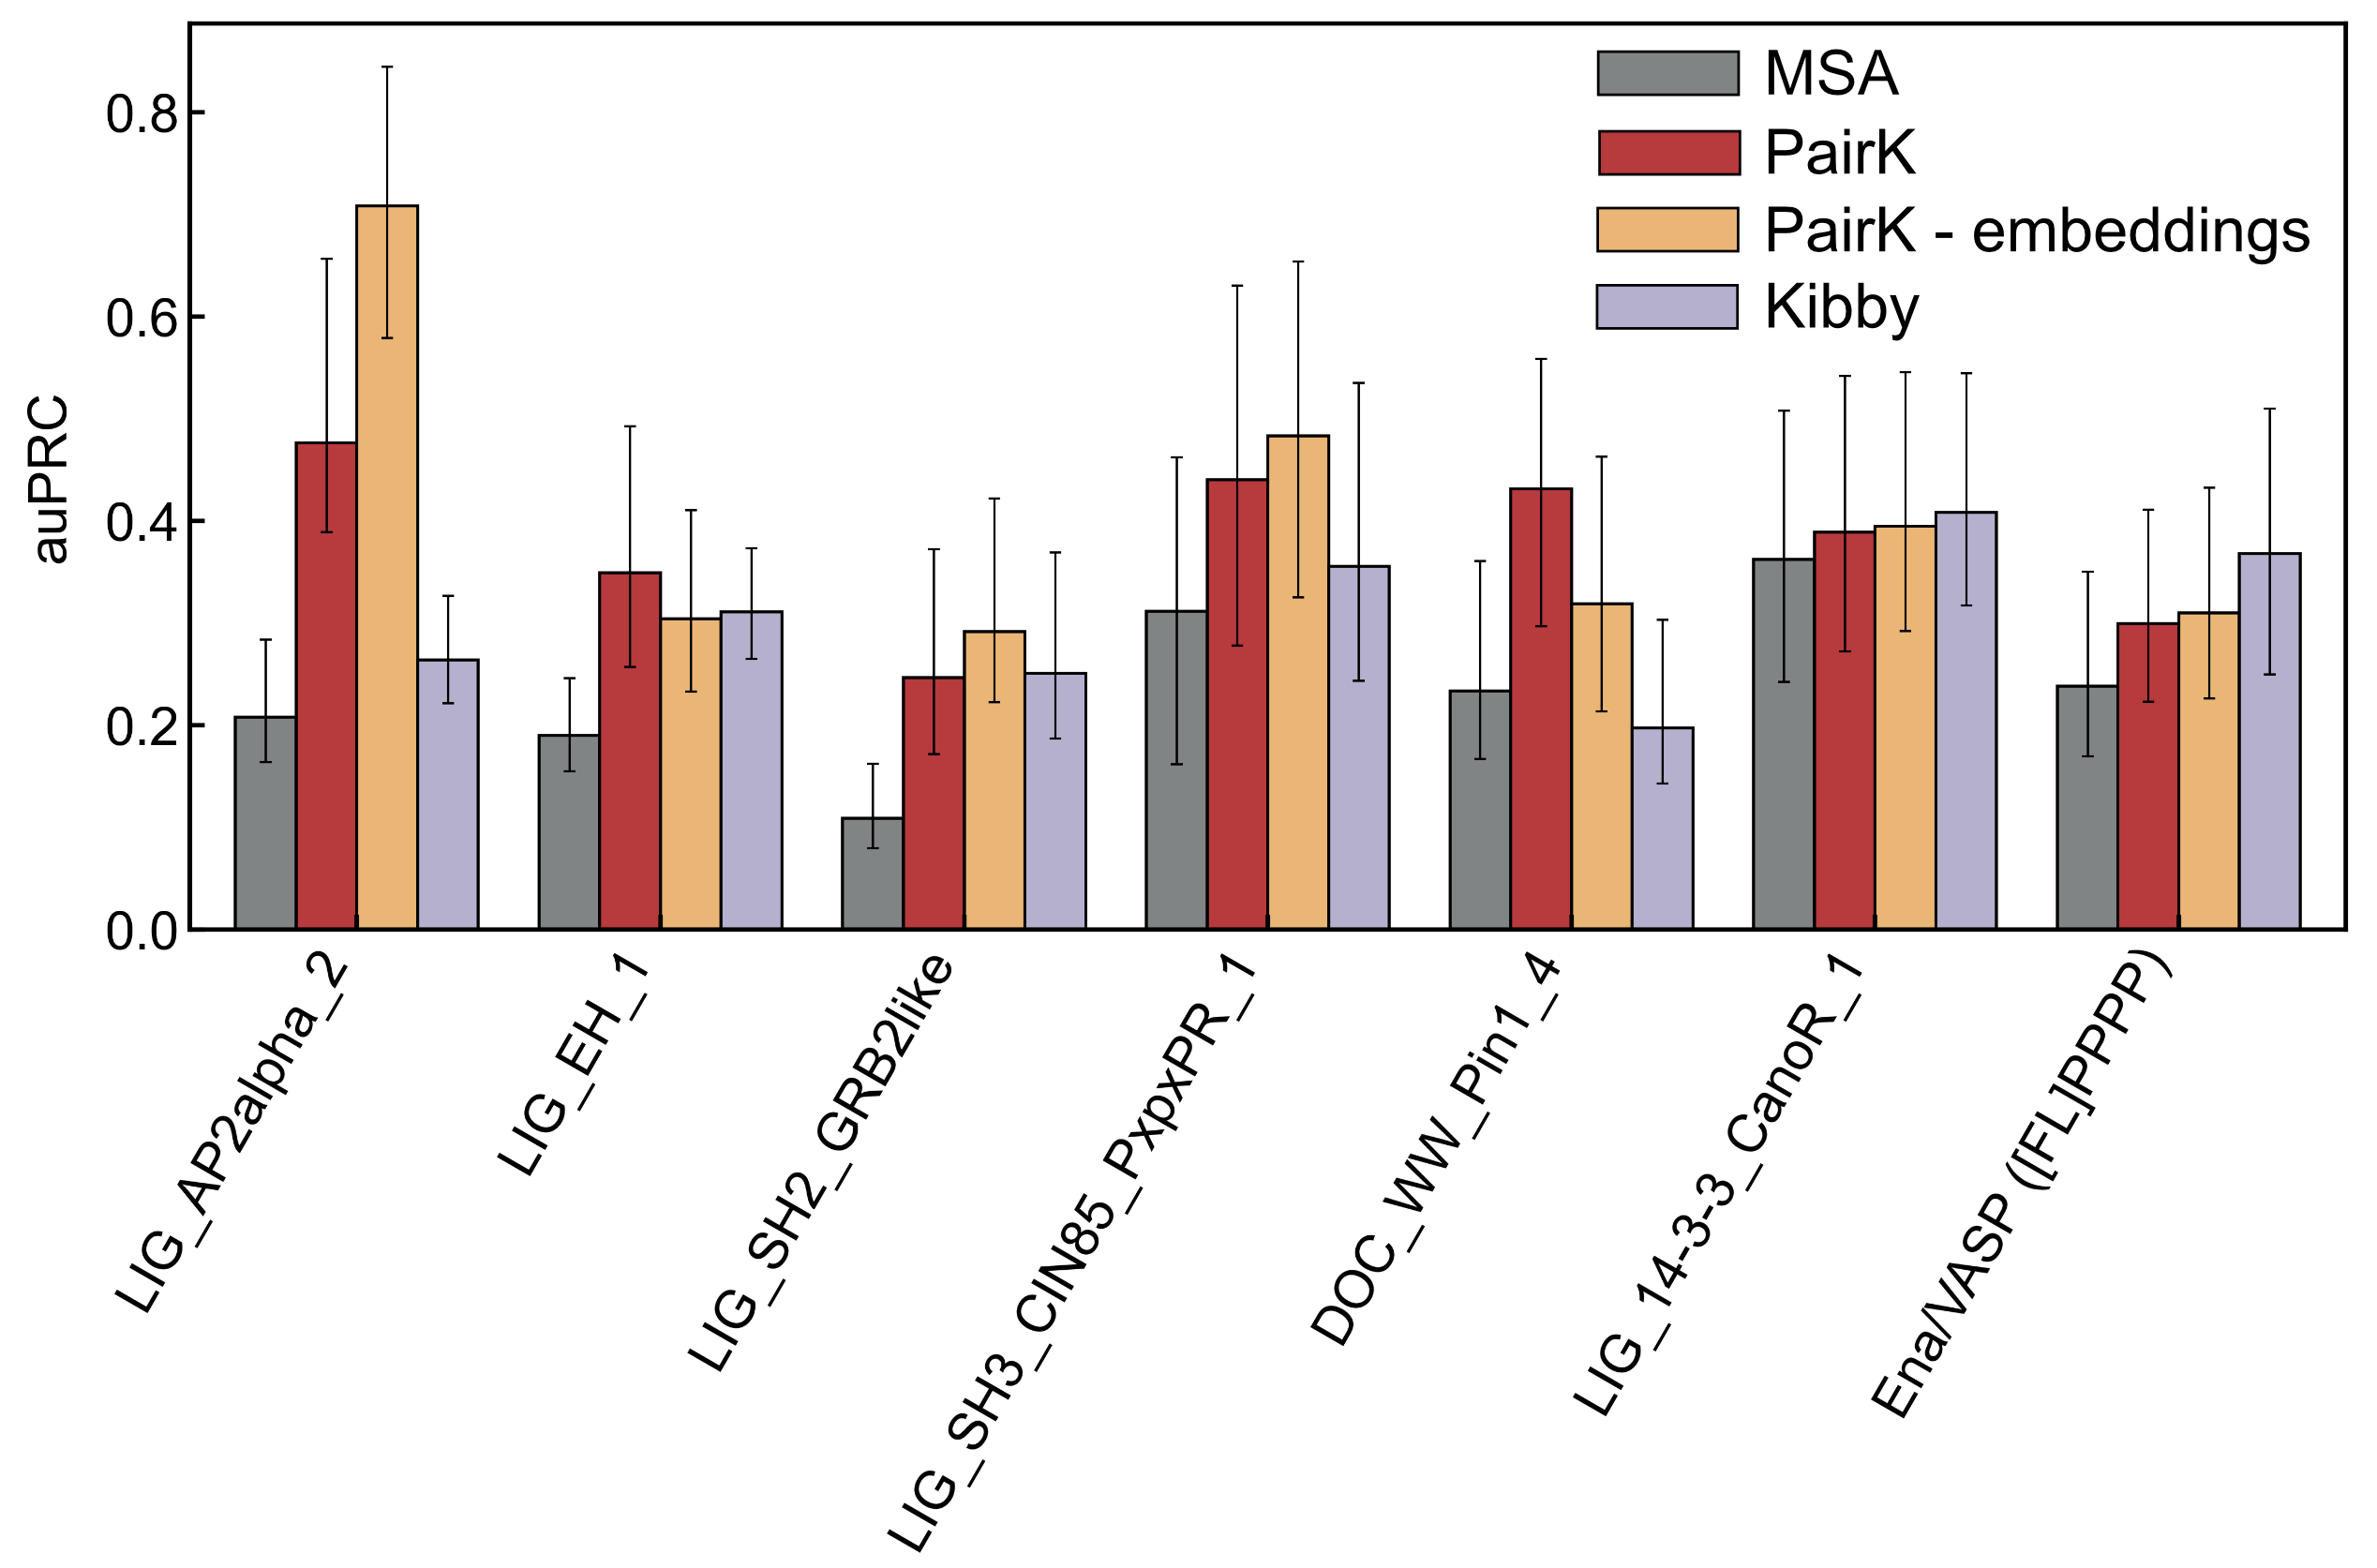 MSA
PairK
PairK - embeddings
Kibby
auPRC
0.8
0.6
0.4
0.2
0.0
LIG_AP2alpha_2
LIG_EH_1
LIG_SH2_GRB2like
LIG_SH3_CIN85_PxpxPR_1
DOC_WW_Pin1_4
LIG_14-3-3_CanoR_1
Ena/VASP ([FL]PPPP)